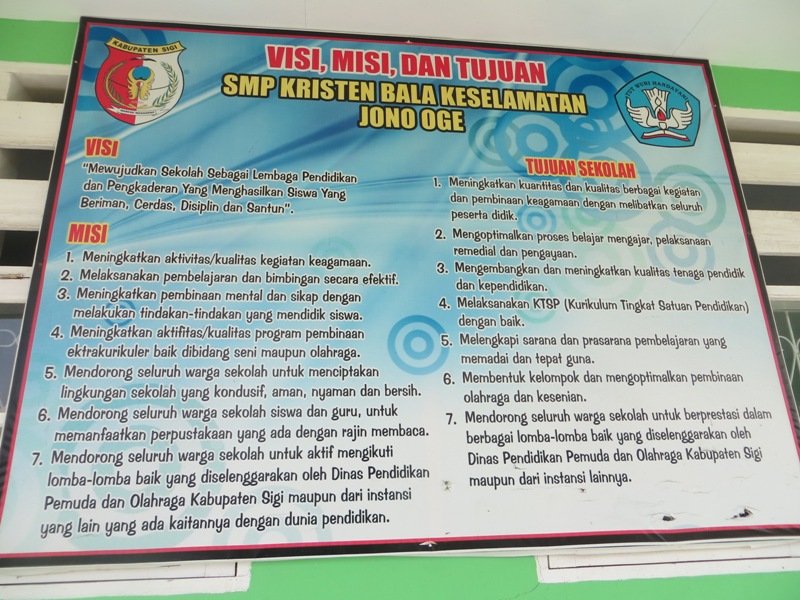 KABUPATEN SIGI
VISI, MISI, DAN TUJUAN
SMP KRISTEN BALA KESELAMATAN
JONO OGE
TUT WURI HANDAYANI
VISI
"Mewujudkan Sekolah Sebagai Lembaga Pendidikan
dan Pengkaderan Yang Menghasilkan Siswa Yang
Beriman, Cerdas, Disiplin dan Santun".
MISI
1. Meningkatkan aktivitas/kualitas kegiatan keagamaan.
2. Melaksanakan pembelajaran dan bimbingan secara efektif.
3. Meningkatkan pembinaan mental dan sikap dengan
melakukan tindakan-tindakan yang mendidik siswa.
4. Meningkatkan aktifitas/kualitas program pembinaan
ektrakurikuler baik dibidang seni maupun olahraga.
5. Mendorong seluruh warga sekolah untuk menciptakan
lingkungan sekolah yang kondusif, aman, nyaman dan bersih.
6. Mendorong seluruh warga sekolah siswa dan guru, untuk
memanfaatkan perpustakaan yang ada dengan rajin membaca.
7. Mendorong seluruh warga sekolah untuk aktif mengikuti
lomba-lomba baik yang diselenggarakan oleh Dinas Pendidikan
Pemuda dan Olahraga Kabupaten Sigi maupun dari instansi
yang lain yang ada kaitannya dengan dunia pendidikan.
TUJUAN SEKOLAH
1. Meningkatkan kuantitas dan kualitas berbagai kegiatan
dan pembinaan keagamaan dengan melibatkan seluruh
peserta didik.
2. Mengoptimalkan proses belajar mengajar, pelaksanaan
remedial dan pengayaan.
3. Mengembangkan dan meningkatkan kualitas tenaga pendidik
dan kependidikan.
4. Melaksanakan KTSP (Kurikulum Tingkat Satuan Pendidikan)
dengan baik.
5. Melengkapi sarana dan prasarana pembelajaran yang
memadai dan tepat guna.
6. Membentuk kelompok dan mengoptimalkan pembinaan
olahraga dan kesenian.
7. Mendorong seluruh warga sekolah untuk berprestasi dalam
berbagai lomba-lomba baik yang diselenggarakan oleh
Dinas Pendidikan Pemuda dan Olahraga Kabupaten Sigi
maupun dari instansi lainnya.